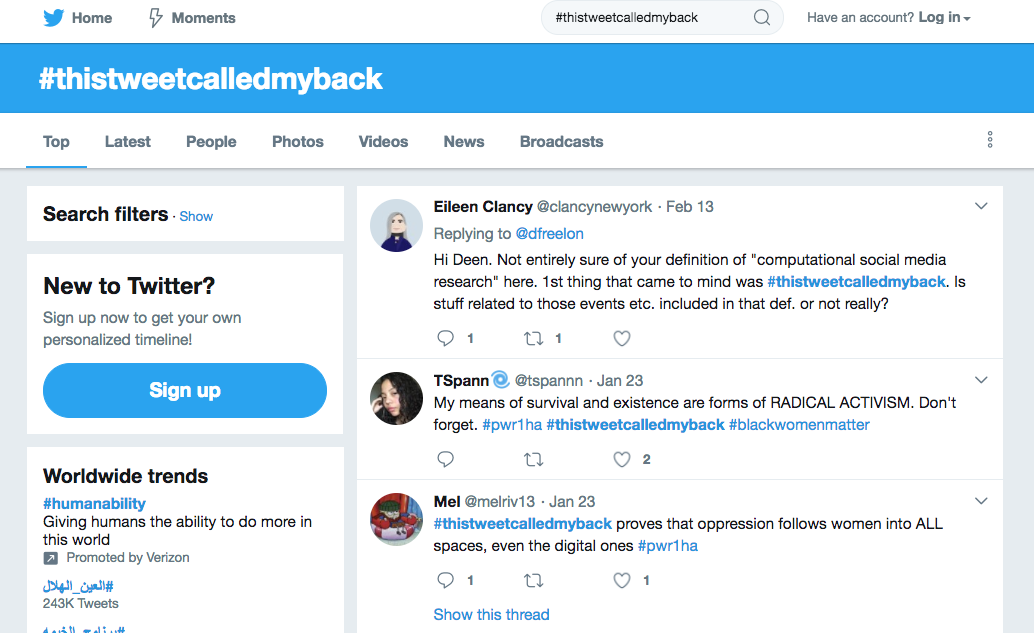 Home
Moments
#thistweetcalledmyback
Have an account? Log in
#thistweetcalledmyback
Top
Latest
People
Photos
Videos
News
Broadcasts
Search filters · Show
New to Twitter?
Sign up now to get your own
personalized timeline!
Sign up
Worldwide trends
#humanability
Giving humans the ability to do more in
this world
Promoted by Verizon
#العين_الهلال
243K Tweets
Eileen Clancy @clancynewyork · Feb 13
Replying to @dfreelon
Hi Deen. Not entirely sure of your definition of "computational social media
research" here. 1st thing that came to mind was #thistweetcalledmyback. Is
stuff related to those events etc. included in that def. or not really?
1
1
TSpann @tspannn · Jan 23
My means of survival and existence are forms of RADICAL ACTIVISM. Don't
forget. #pwr1ha #thistweetcalledmyback #blackwomenmatter
2
Mel @melriv13 · Jan 23
#thistweetcalledmyback proves that oppression follows women into ALL
spaces, even the digital ones #pwr1ha
1
1
Show this thread